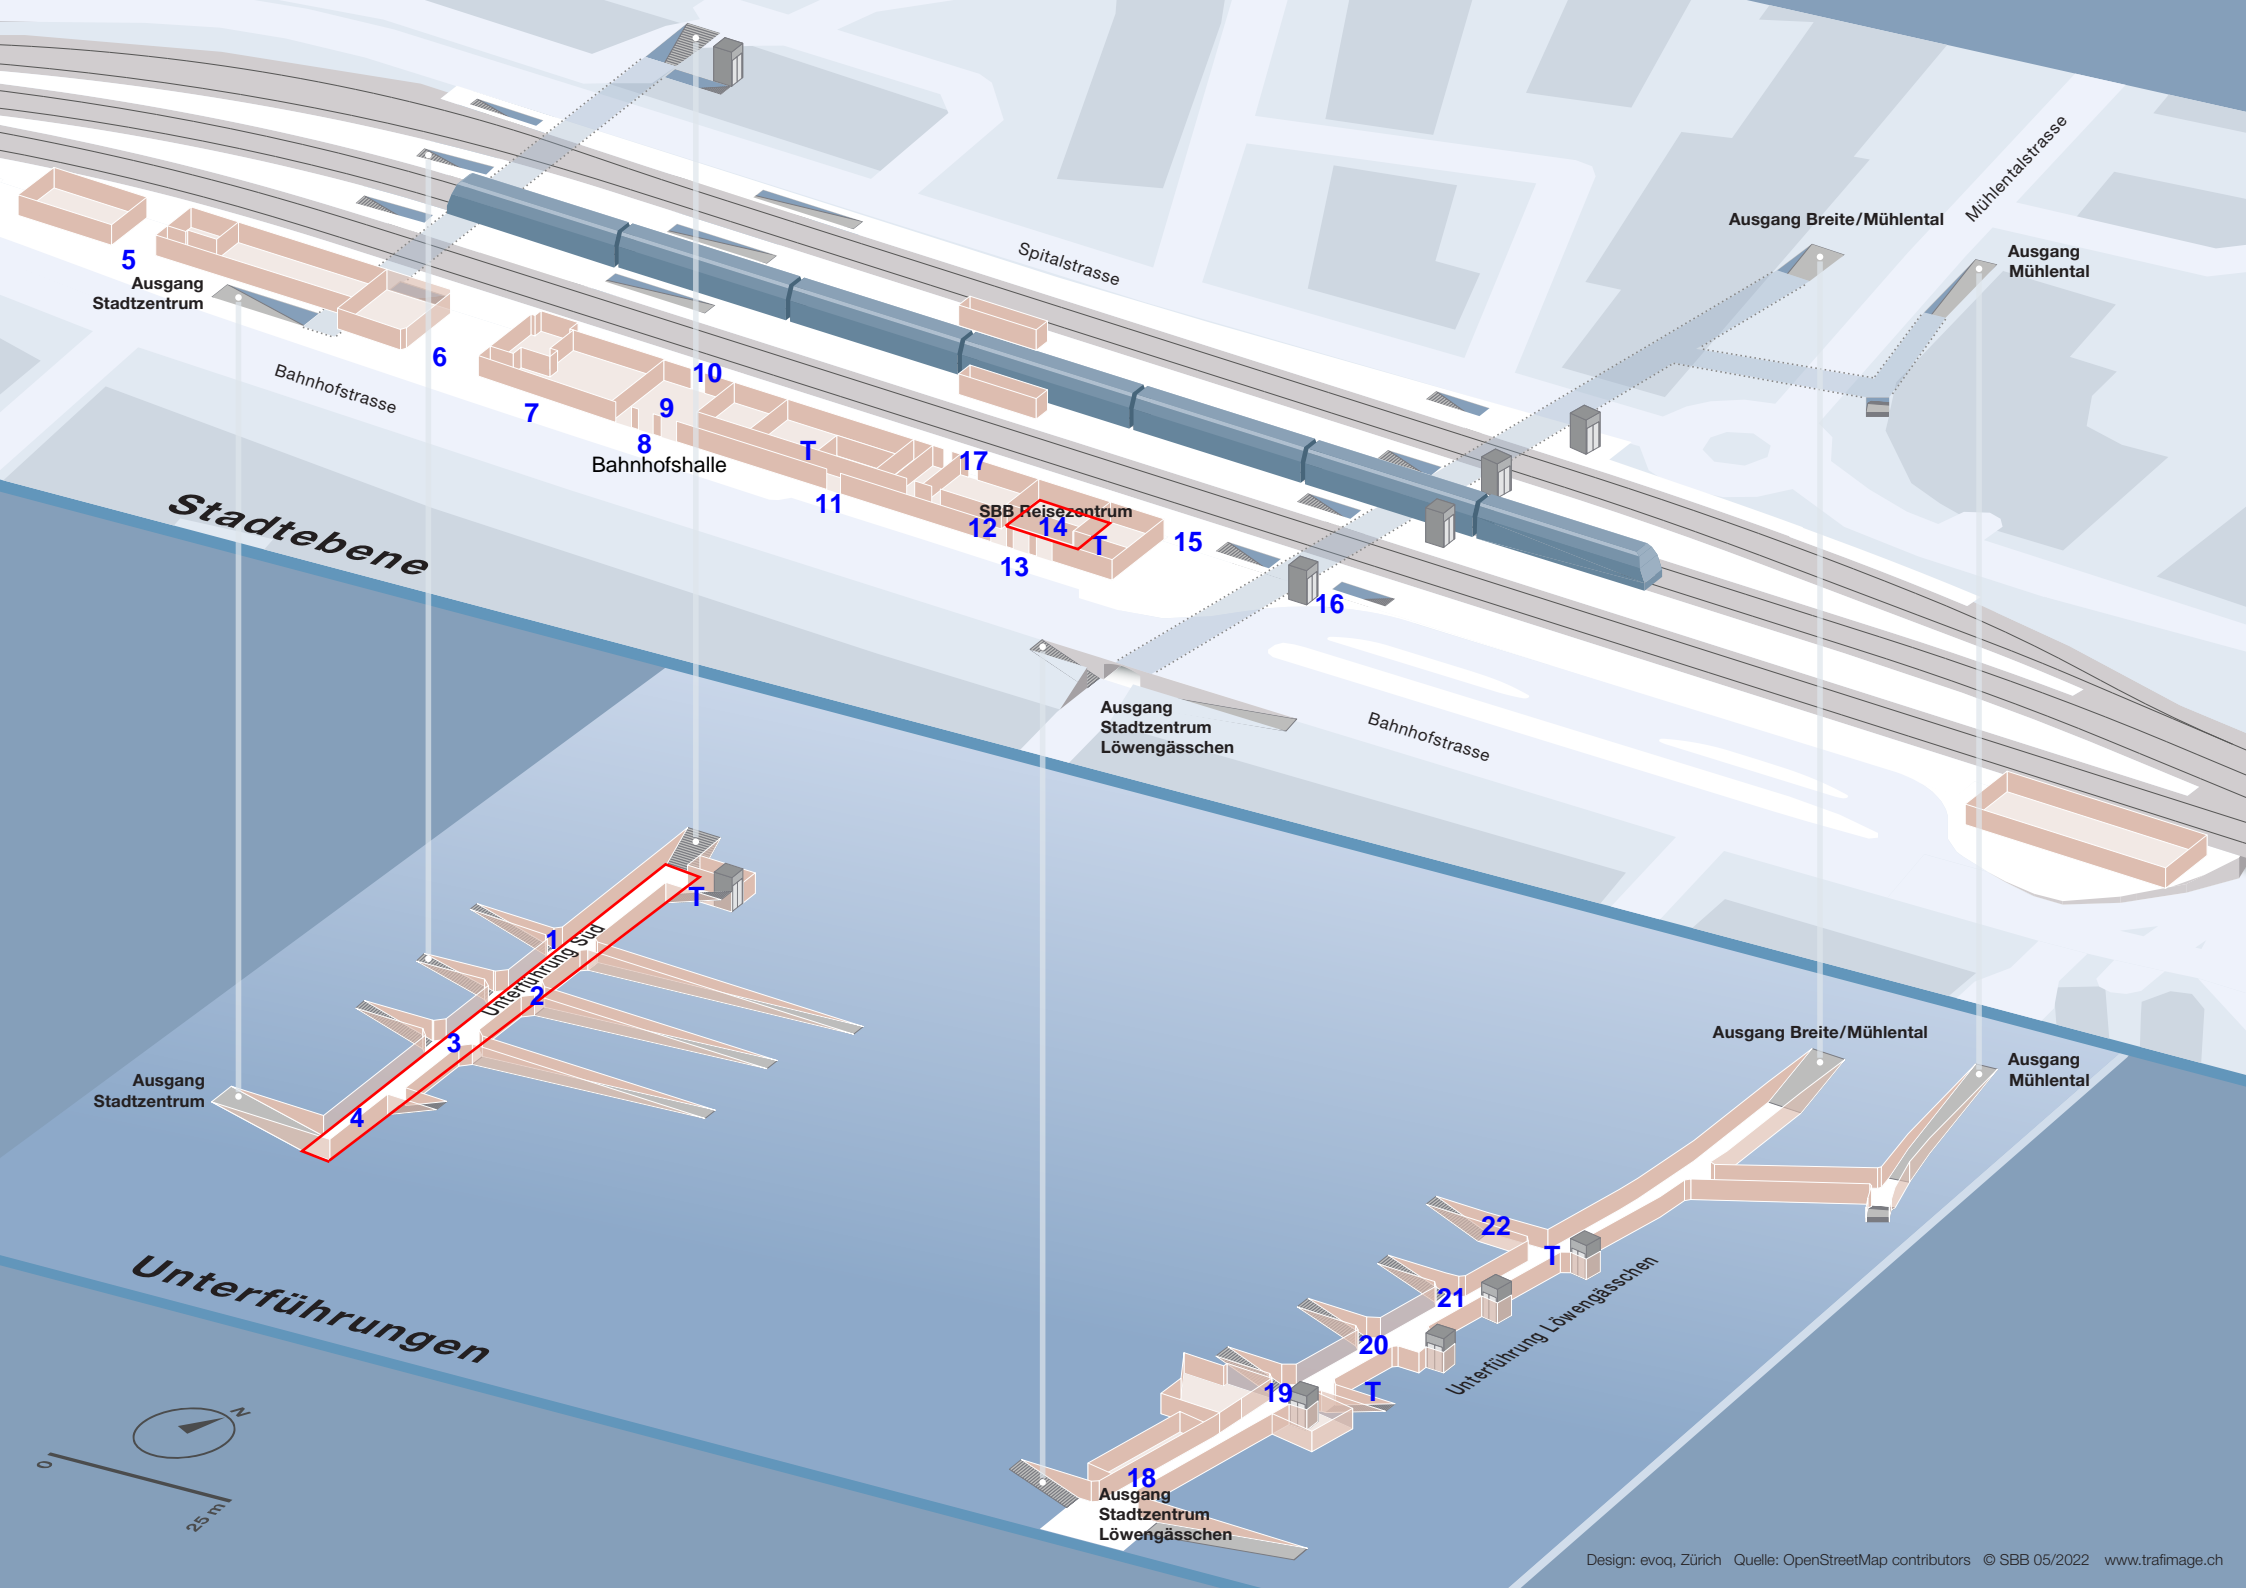 Mühlentalstrasse
Ausgang Breite/Mühlental
Ausgang
Mühlental
Spitalstrasse
5
Ausgang
Stadtzentrum
6
Bahnhofstrasse
10
7
9
8
Bahnhofshalle
T
17
11
SBB Reisezentrum
12
14
T
15
13
16
Stadtebene
Ausgang
Stadtzentrum
Löwengässchen
Bahnhofstrasse
T
1
Unterführung Süd
2
3
4
Ausgang
Stadtzentrum
Ausgang Breite/Mühlental
Ausgang
Mühlental
22
T
21
20
Unterführung Löwengässchen
19
T
18
Ausgang
Stadtzentrum
Löwengässchen
Unterführungen
N
0
25 m
Design: evoq, Zürich Quelle: OpenStreetMap contributors © SBB 05/2022 www.trafimage.ch